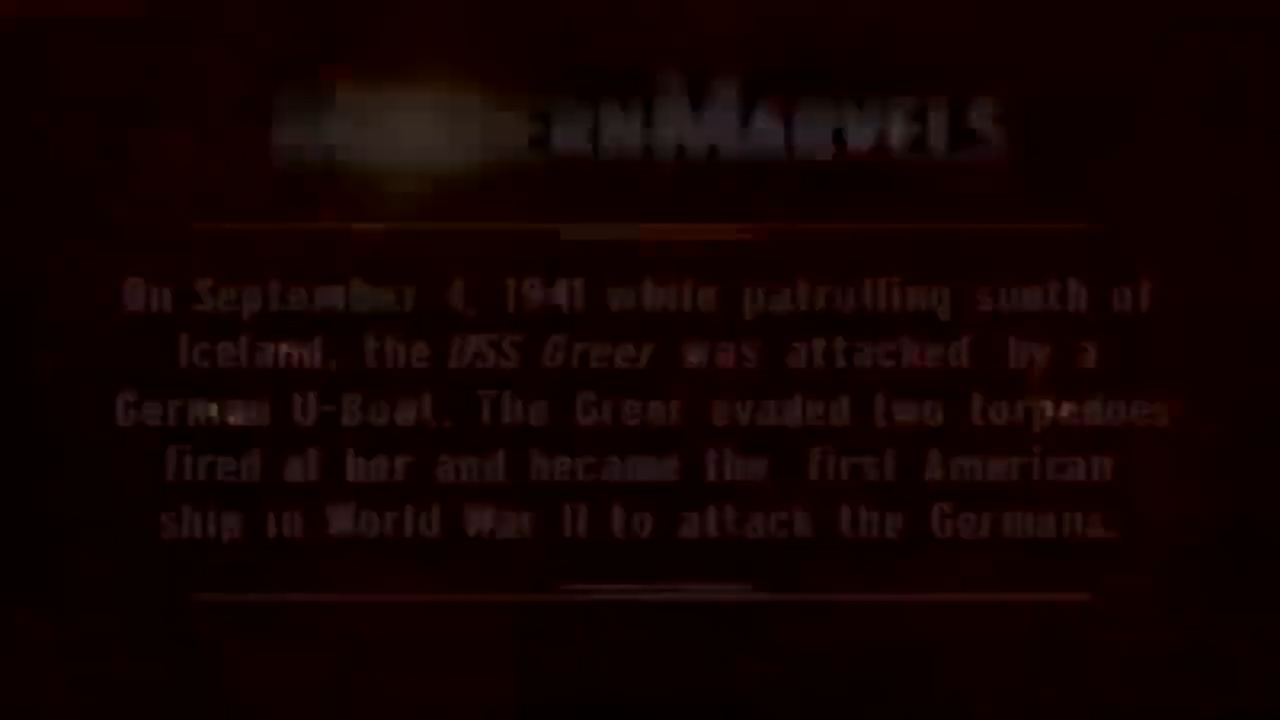 MODERN MARVELS
On September 4, 1941 while patrolling south of
Iceland, the USS Greer was attacked by a
German U-Boat. The Greer evaded two torpedoes
fired at her and became the first American
ship in World War II to attack the Germans.